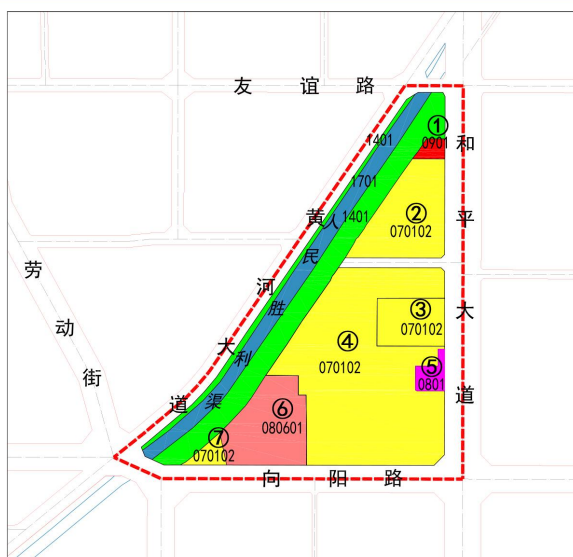 友谊路
①
0901
和平大道
1401
1701
1401
黄河大道
人民胜利渠
②
070102
劳动街
③
070102
④
070102
⑤
0801
⑥
080601
⑦
070102
向阳路